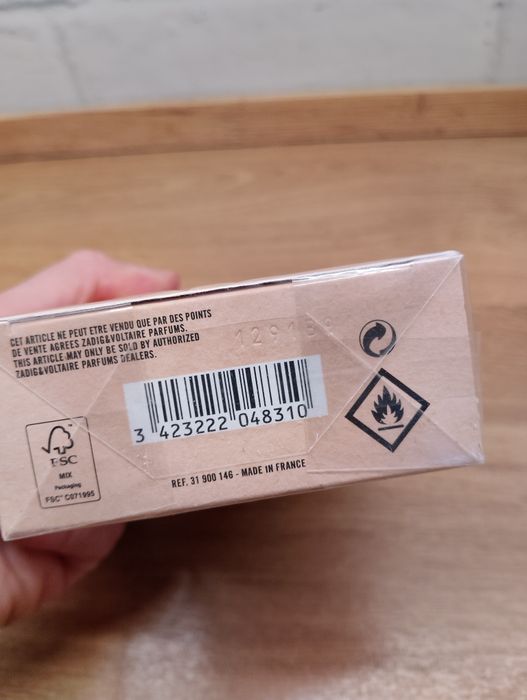 CET ARTICLE NE PEUT ETRE VENDU QUE PAR DES POINTS
DE VENTE AGREES ZADIG&VOLTAIRE PARFUMS.
THIS ARTICLE MAY ONLY BE SOLD BY AUTHORIZED
ZADIG&VOLTAIRE PARFUMS DEALERS.
3 423222 048310
FSC
MIX
Packaging
FSC® C071995
REF. 31 900 146 - MADE IN FRANCE